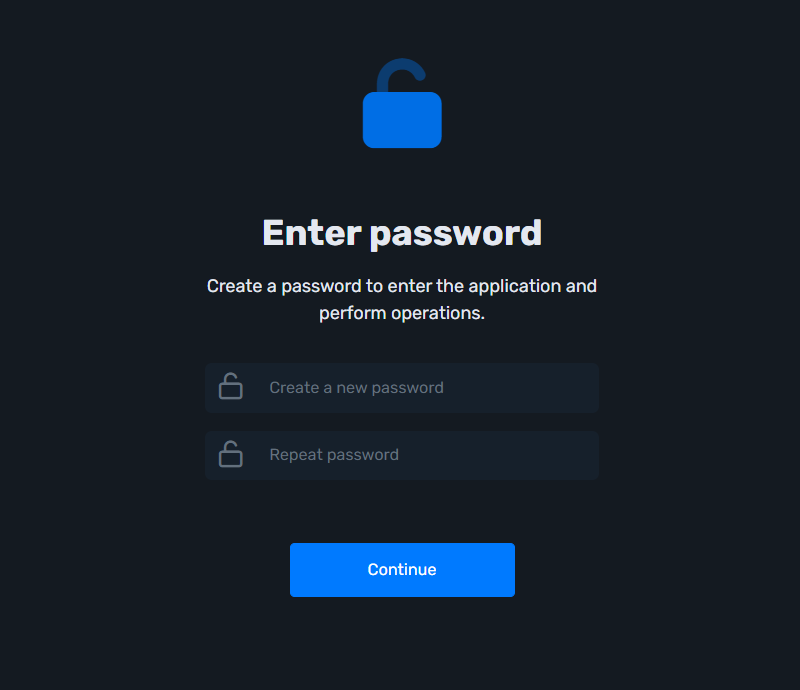 Enter password
Create a password to enter the application and
perform operations.
Create a new password
Repeat password
Continue